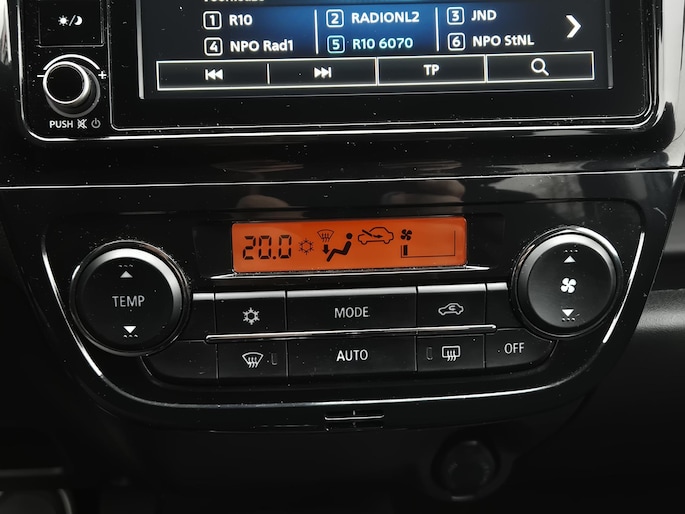 1 R10 2 RADIONL2 3 JND
4 NPO Rad1 5 R10 6070 6 NPO StNL
TP
PUSH
20.0
TEMP
MODE
AUTO
OFF